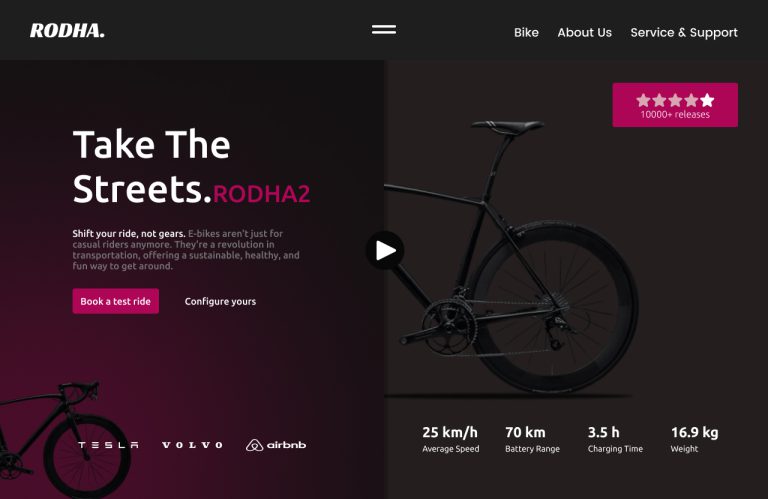 RODHA.
Bike About Us Service & Support
10000+ releases
Take The
Streets.RODHA2
Shift your ride, not gears. E-bikes aren't just for
casual riders anymore. They're a revolution in
transportation, offering a sustainable, healthy, and
fun way to get around.
Book a test ride Configure yours
TESLA VOLVO airbnb
25 km/h 70 km 3.5 h 16.9 kg
Average Speed Battery Range Charging Time Weight